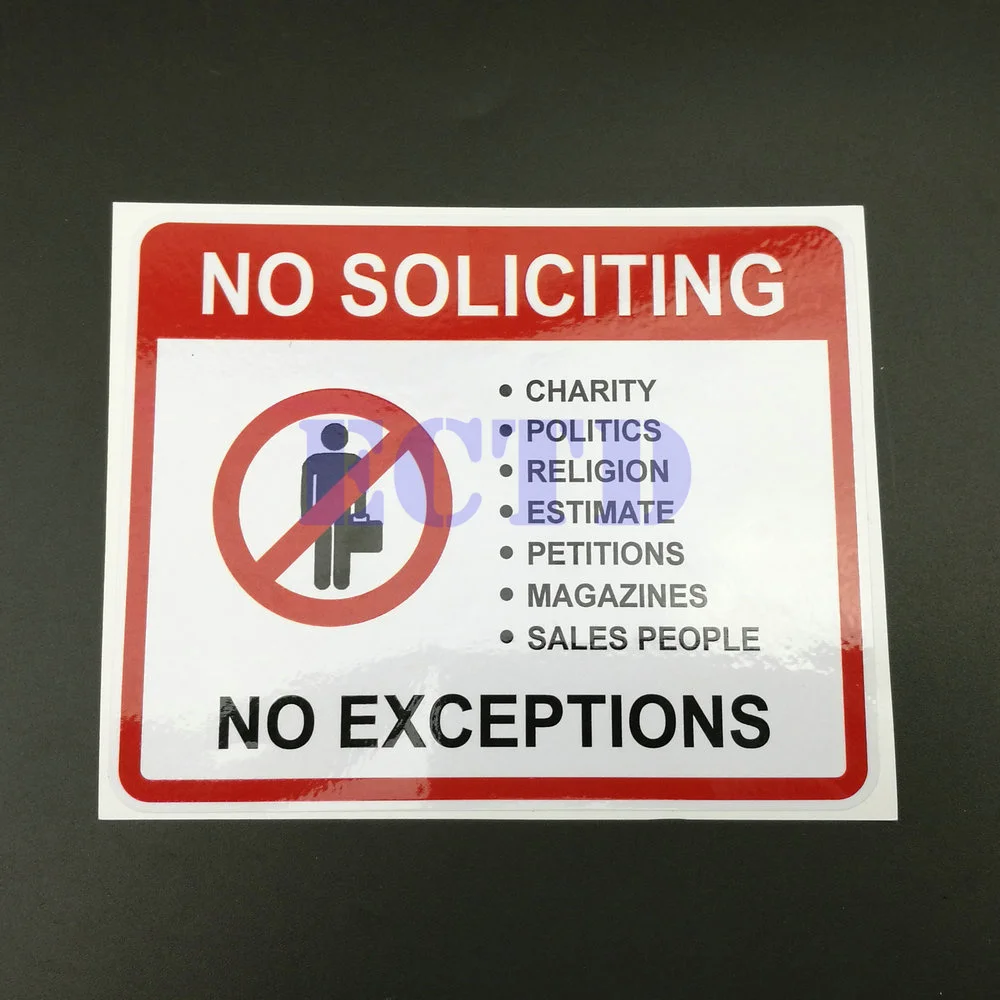 NO SOLICITING
• CHARITY
• POLITICS
• RELIGION
• ESTIMATE
• PETITIONS
• MAGAZINES
• SALES PEOPLE
ECTD
NO EXCEPTIONS